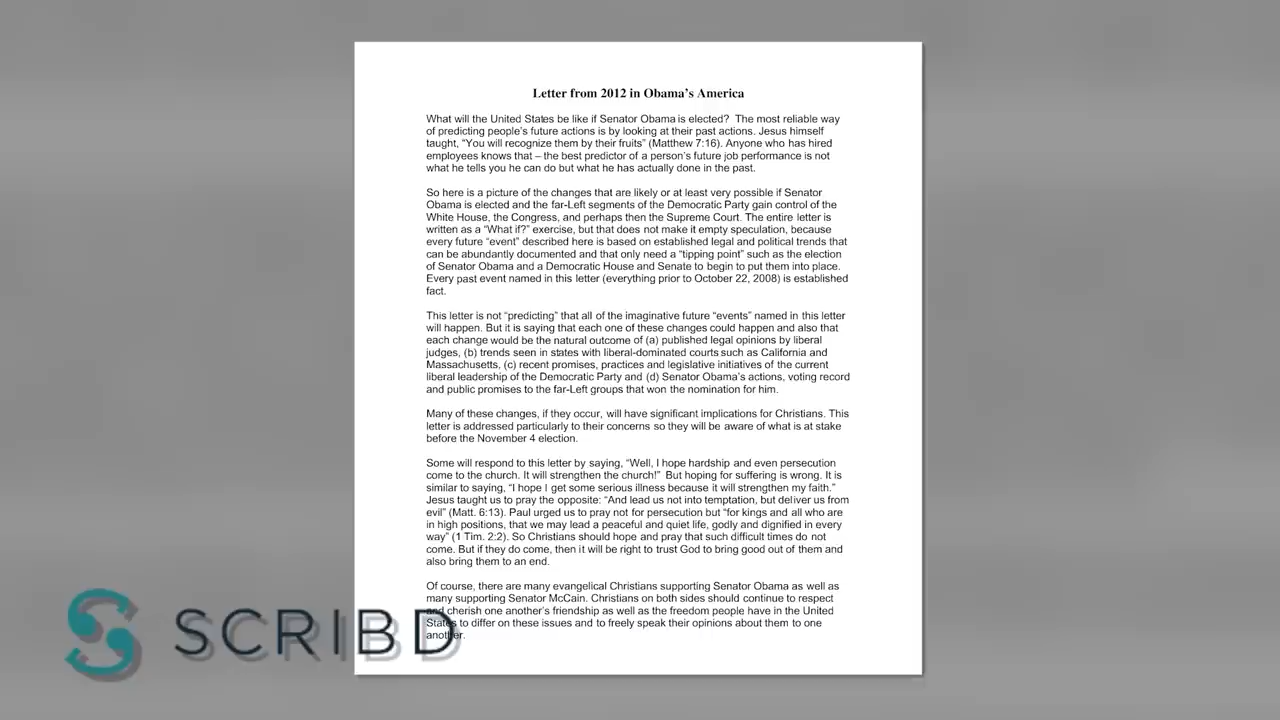 Letter from 2012 in Obama's America
What will the United States be like if Senator Obama is elected?  The most reliable way
of predicting people's future actions is by looking at their past actions. Jesus himself
taught, "You will recognize them by their fruits" (Matthew 7:16). Anyone who has hired
employees knows that – the best predictor of a person's future job performance is not
what he tells you he can do but what he has actually done in the past.
So here is a picture of the changes that are likely or at least very possible if Senator
Obama is elected and the far-Left segments of the Democratic Party gain control of the
White House, the Congress, and perhaps then the Supreme Court. The entire letter is
written as a "What if?" exercise, but that does not make it empty speculation, because
every future "event" described here is based on established legal and political trends that
can be abundantly documented and that only need a "tipping point" such as the election
of Senator Obama and a Democratic House and Senate to begin to put them into place.
Every past event named in this letter (everything prior to October 22, 2008) is established
fact.
This letter is not "predicting" that all of the imaginative future "events" named in this letter
will happen. But it is saying that each one of these changes could happen and also that
each change would be the natural outcome of (a) published legal opinions by liberal
judges, (b) trends seen in states with liberal-dominated courts such as California and
Massachusetts, (c) recent promises, practices and legislative initiatives of the current
liberal leadership of the Democratic Party and (d) Senator Obama's actions, voting record
and public promises to the far-Left groups that won the nomination for him.
Many of these changes, if they occur, will have significant implications for Christians. This
letter is addressed particularly to their concerns so they will be aware of what is at stake
before the November 4 election.
Some will respond to this letter by saying, "Well, I hope hardship and even persecution
come to the church. It will strengthen the church!"  But hoping for suffering is wrong. It is
similar to saying, "I hope I get some serious illness because it will strengthen my faith."
Jesus taught us to pray the opposite: "And lead us not into temptation, but deliver us from
evil" (Matt. 6:13). Paul urged us to pray not for persecution but "for kings and all who are
in high positions, that we may lead a peaceful and quiet life, godly and dignified in every
way" (1 Tim. 2:2). So Christians should hope and pray that such difficult times do not
come. But if they do come, then it will be right to trust God to bring good out of them and
also bring them to an end.
Of course, there are many evangelical Christians supporting Senator Obama as well as
many supporting Senator McCain. Christians on both sides should continue to respect
and cherish one another's friendship as well as the freedom people have in the United
States to differ on these issues and to freely speak their opinions about them to one
another.
SCRIBD